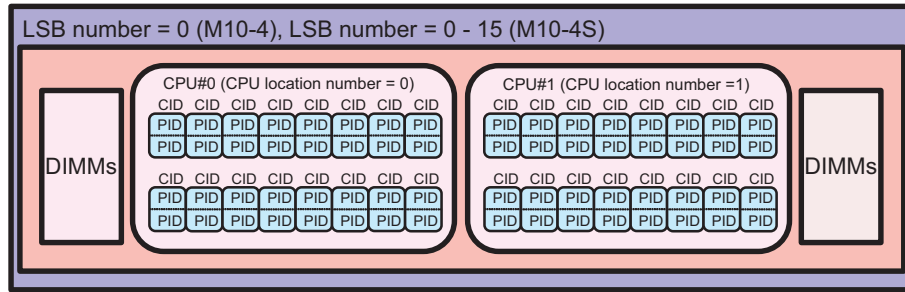 LSB number = 0 (M10-4), LSB number = 0 - 15 (M10-4S)
CPU#0 (CPU location number = 0)
CID CID CID CID CID CID CID CID
PID PID PID PID PID PID PID PID
PID PID PID PID PID PID PID PID
CID CID CID CID CID CID CID CID
PID PID PID PID PID PID PID PID
PID PID PID PID PID PID PID PID
CPU#1 (CPU location number =1)
CID CID CID CID CID CID CID CID
PID PID PID PID PID PID PID PID
PID PID PID PID PID PID PID PID
CID CID CID CID CID CID CID CID
PID PID PID PID PID PID PID PID
PID PID PID PID PID PID PID PID
DIMMs
DIMMs